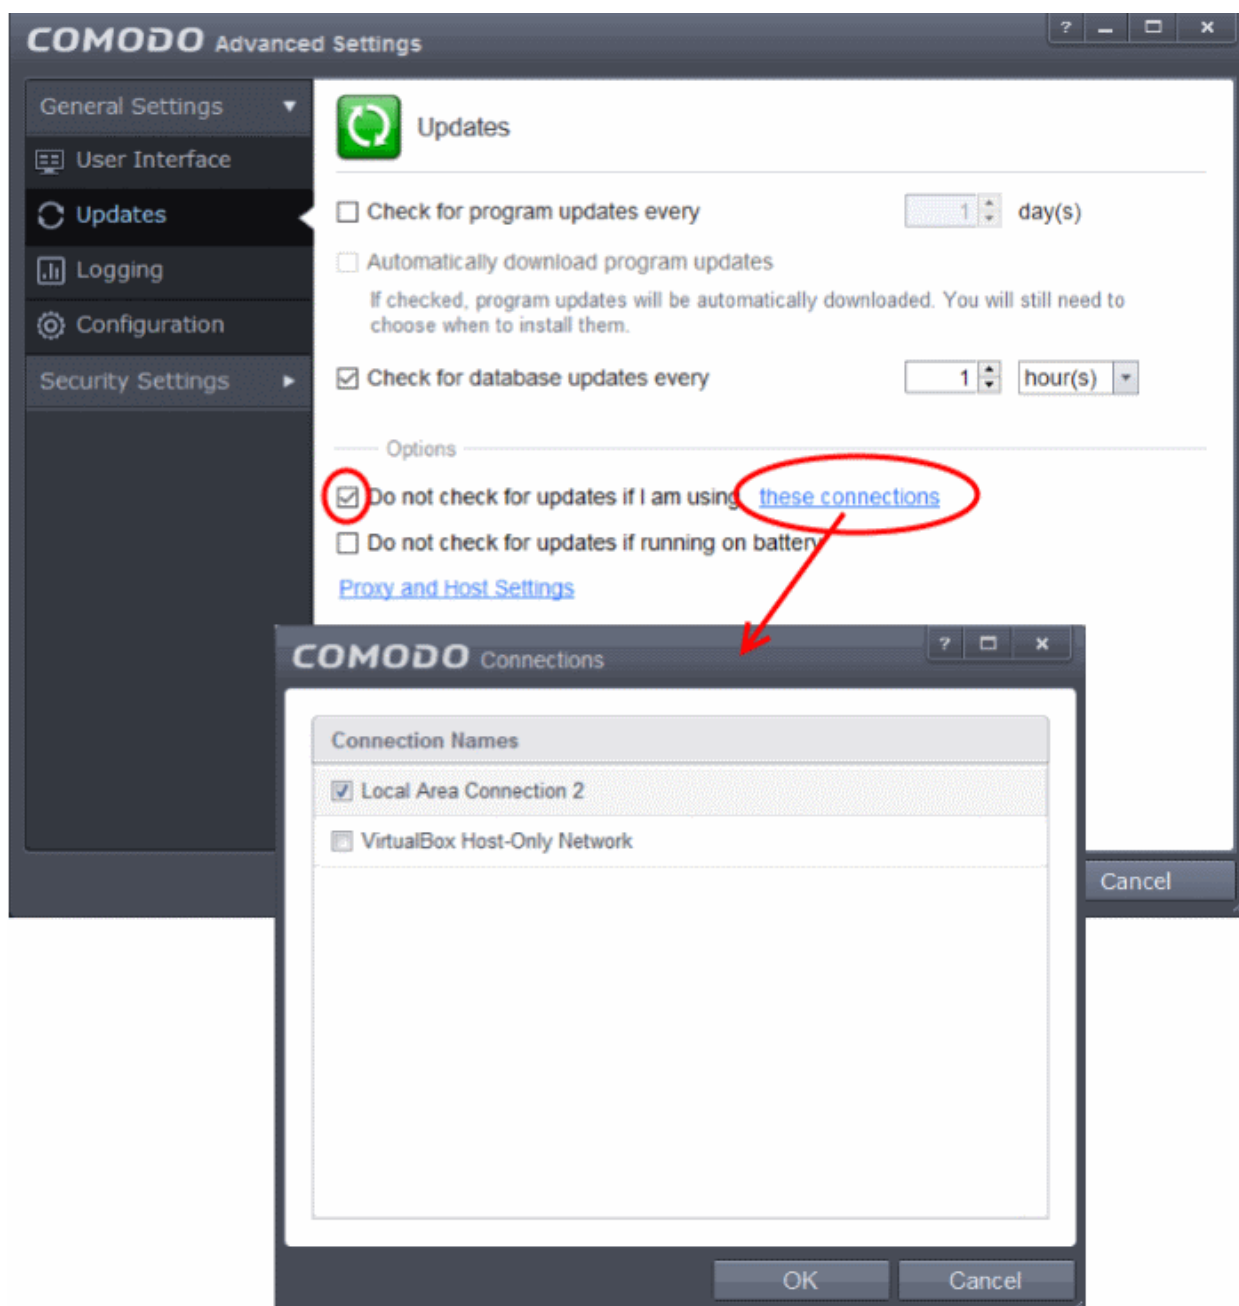 COMODO Advanced Settings
General Settings
User Interface
Updates
Logging
Configuration
Security Settings
Updates
Check for program updates every 1 day(s)
Automatically download program updates
If checked, program updates will be automatically downloaded. You will still need to
choose when to install them.
Check for database updates every 1 hour(s)
Options
Do not check for updates if I am using these connections
Do not check for updates if running on battery
Proxy and Host Settings
COMODO Connections
Connection Names
Local Area Connection 2
VirtualBox Host-Only Network
OK Cancel
Cancel